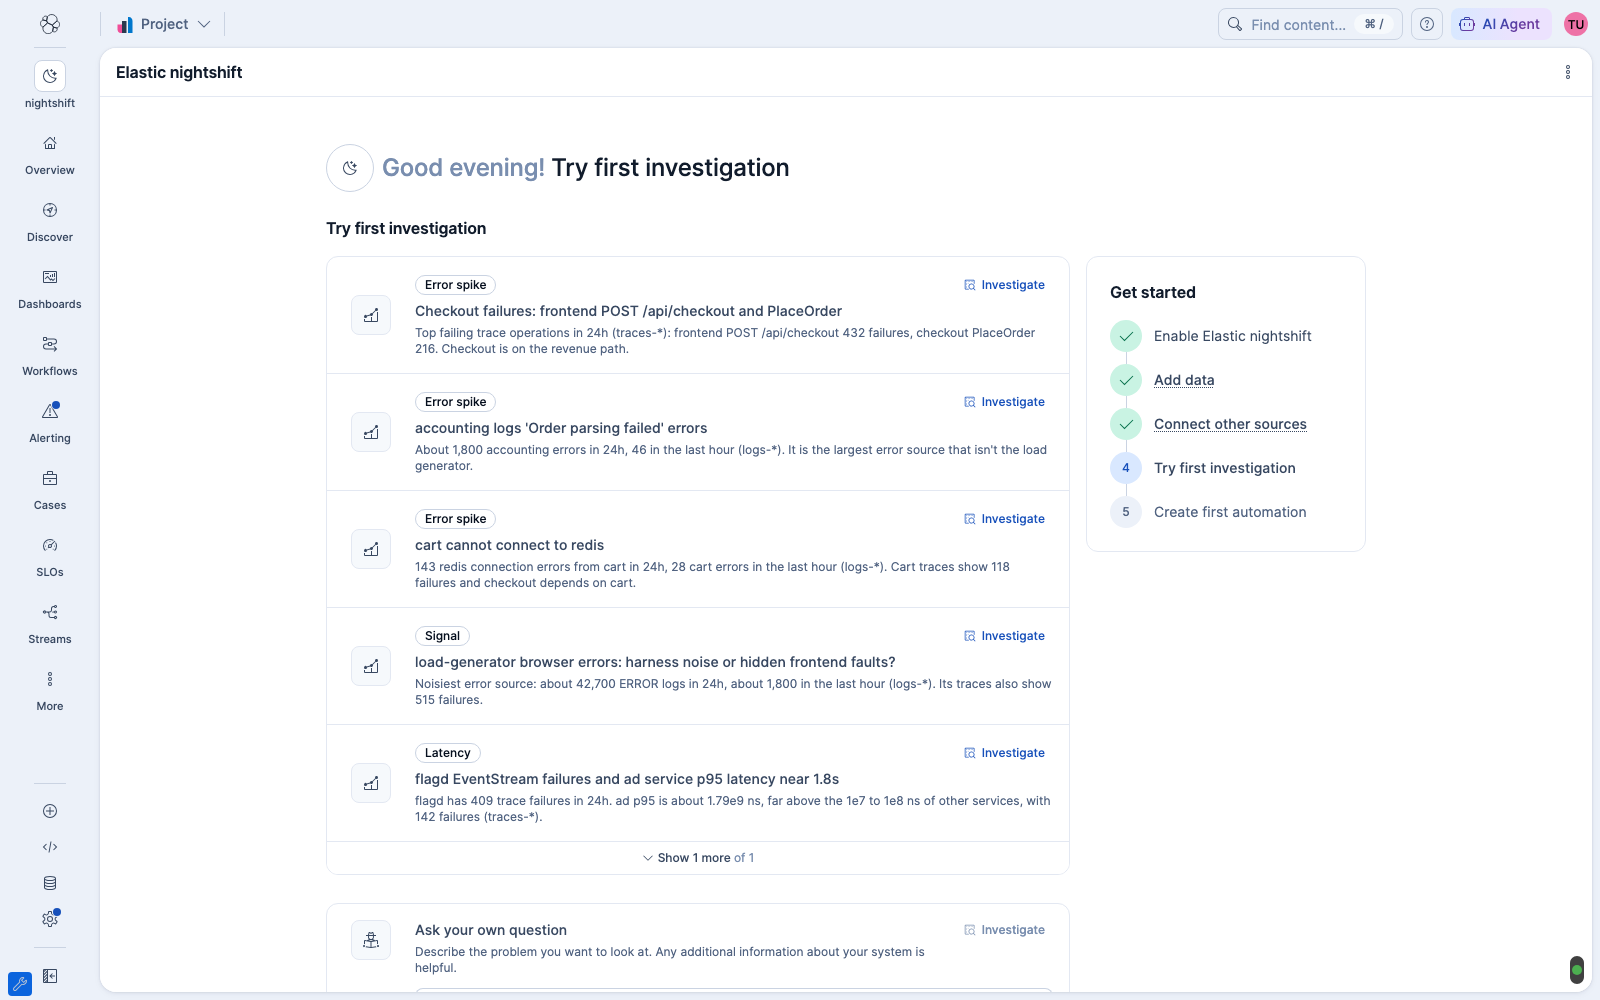 Project
Find content...
⌘ /
AI Agent
TU
Elastic nightshift
nightshift
Overview
Discover
Dashboards
Workflows
Alerting
Cases
SLOs
Streams
More
Good evening! Try first investigation
Try first investigation
Error spike
Investigate
Checkout failures: frontend POST /api/checkout and PlaceOrder
Top failing trace operations in 24h (traces-*): frontend POST /api/checkout 432 failures, checkout PlaceOrder
216. Checkout is on the revenue path.
Error spike
Investigate
accounting logs 'Order parsing failed' errors
About 1,800 accounting errors in 24h, 46 in the last hour (logs-*). It is the largest error source that isn't the load
generator.
Error spike
Investigate
cart cannot connect to redis
143 redis connection errors from cart in 24h, 28 cart errors in the last hour (logs-*). Cart traces show 118
failures and checkout depends on cart.
Signal
Investigate
load-generator browser errors: harness noise or hidden frontend faults?
Noisiest error source: about 42,700 ERROR logs in 24h, about 1,800 in the last hour (logs-*). Its traces also show
515 failures.
Latency
Investigate
flagd EventStream failures and ad service p95 latency near 1.8s
flagd has 409 trace failures in 24h. ad p95 is about 1.79e9 ns, far above the 1e7 to 1e8 ns of other services, with
142 failures (traces-*).
Show 1 more of 1
Ask your own question
Investigate
Describe the problem you want to look at. Any additional information about your system is
helpful.
Get started
Enable Elastic nightshift
Add data
Connect other sources
4 Try first investigation
5 Create first automation